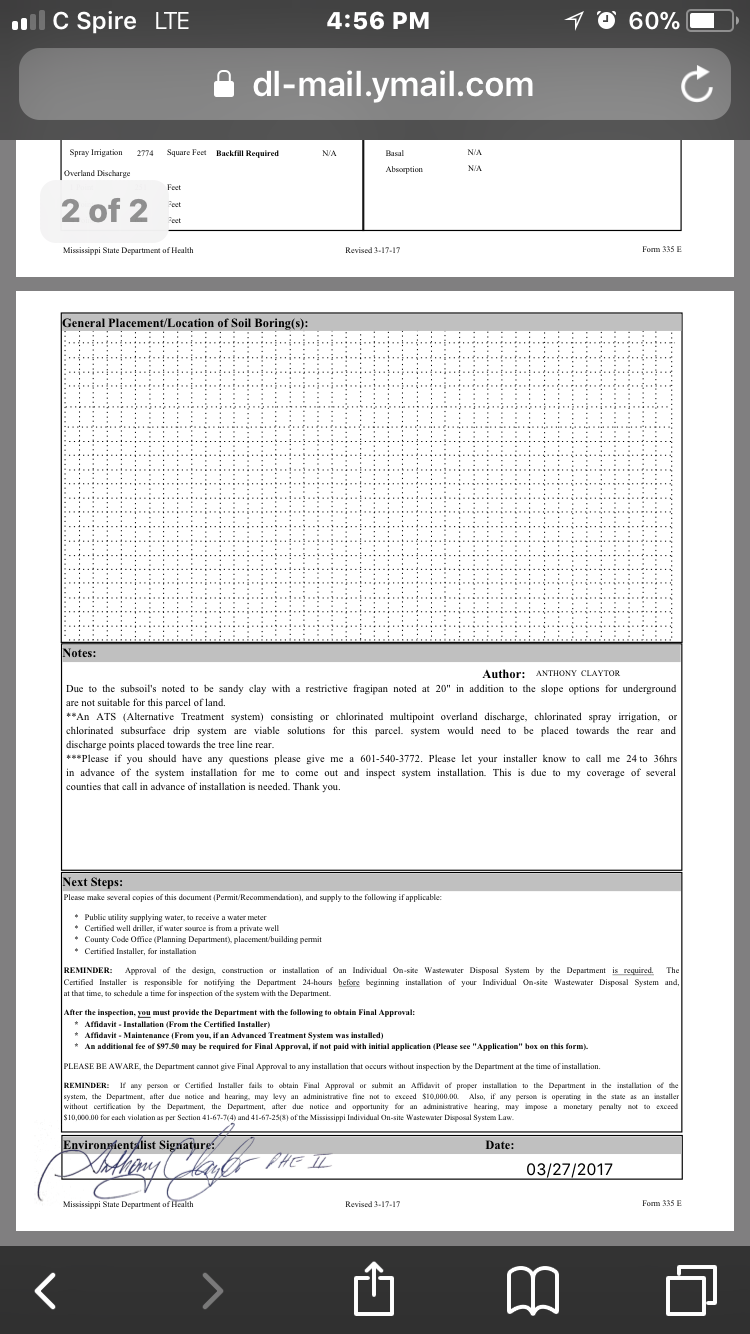 C Spire LTE 4:56 PM 60%
dl-mail.ymail.com
Spray Irrigation 2774 Square Feet Backfill Required N/A Basal N/A
Absorption N/A
Overland Discharge
Feet
2 of 2 Feet
Feet
Mississippi State Department of Health Revised 3-17-17 Form 335 E
General Placement/Location of Soil Boring(s):
Notes:
Author: ANTHONY CLAYTOR
Due to the subsoil's noted to be sandy clay with a restrictive fragipan noted at 20" in addition to the slope options for underground
are not suitable for this parcel of land.
**An ATS (Alternative Treatment system) consisting or chlorinated multipoint overland discharge, chlorinated spray irrigation, or
chlorinated subsurface drip system are viable solutions for this parcel. system would need to be placed towards the rear and
discharge points placed towards the tree line rear.
***Please if you should have any questions please give me a 601-540-3772. Please let your installer know to call me 24 to 36hrs
in advance of the system installation for me to come out and inspect system installation. This is due to my coverage of several
counties that call in advance of installation is needed. Thank you.
Next Steps:
Please make several copies of this document (Permit/Recommendation), and supply to the following if applicable:
* Public utility supplying water, to receive a water meter
* Certified well driller, if water source is from a private well
* County Code Office (Planning Department), placement/building permit
* Certified Installer, for installation
REMINDER: Approval of the design, construction or installation of an Individual On-site Wastewater Disposal System by the Department is required. The
Certified Installer is responsible for notifying the Department 24-hours before beginning installation of your Individual On-site Wastewater Disposal System and,
at that time, to schedule a time for inspection of the system with the Department.
After the inspection, you must provide the Department with the following to obtain Final Approval:
* Affidavit - Installation (From the Certified Installer)
* Affidavit - Maintenance (From you, if an Advanced Treatment System was installed)
* An additional fee of $97.50 may be required for Final Approval, if not paid with initial application (Please see "Application" box on this form).
PLEASE BE AWARE, the Department cannot give Final Approval to any installation that occurs without inspection by the Department at the time of installation.
REMINDER: If any person or Certified Installer fails to obtain Final Approval or submit an Affidavit of proper installation to the Department in the installation of the
system, the Department, after due notice and hearing, may levy an administrative fine not to exceed $10,000.00. Also, if any person is operating in the state as an installer
without certification by the Department, the Department, after due notice and opportunity for an administrative hearing, may impose a monetary penalty not to exceed
$10,000.00 for each violation as per Section 41-67-7(4) and 41-67-25(8) of the Mississippi Individual On-site Wastewater Disposal System Law.
Environmentalist Signature: Date:
Anthony Claytor PHE II 03/27/2017
Mississippi State Department of Health Revised 3-17-17 Form 335 E